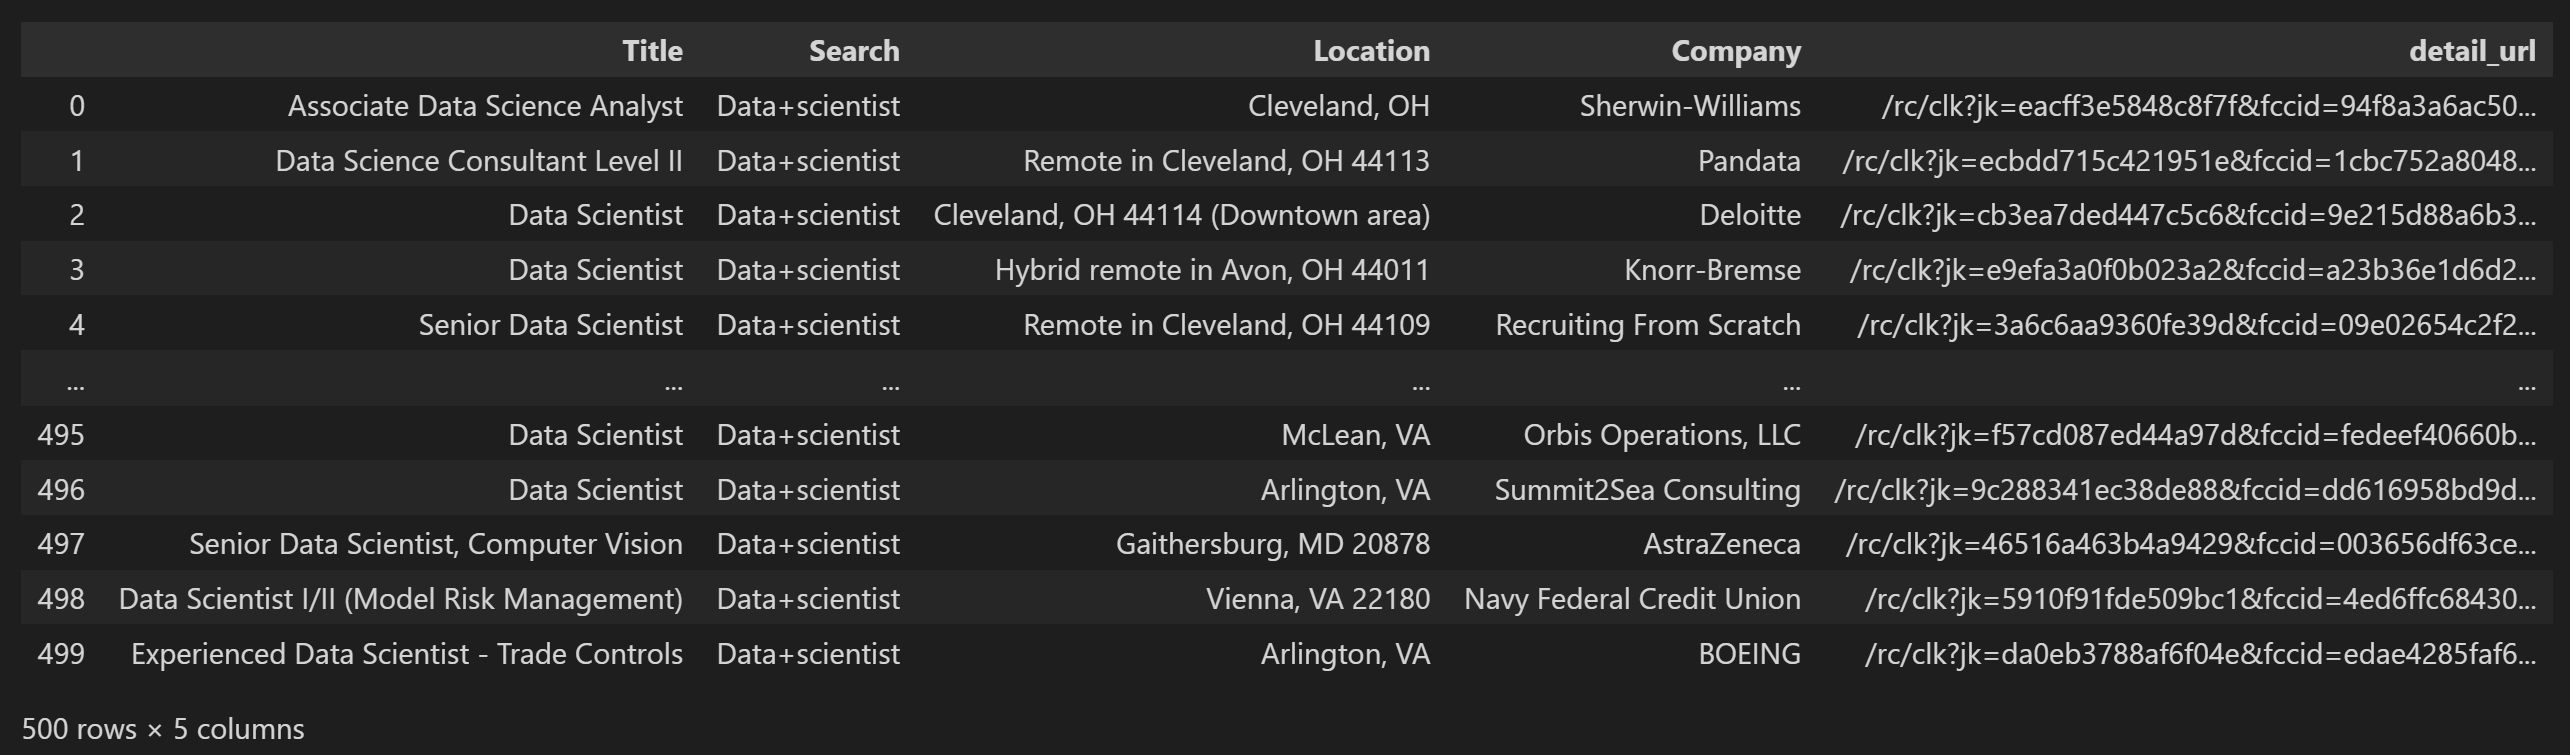 Title Search Location Company detail_url
0 Associate Data Science Analyst Data+scientist Cleveland, OH Sherwin-Williams /rc/clk?jk=eacff3e5848c8f7f&fccid=94f8a3a6ac50...
1 Data Science Consultant Level II Data+scientist Remote in Cleveland, OH 44113 Pandata /rc/clk?jk=ecbdd715c421951e&fccid=1cbc752a8048...
2 Data Scientist Data+scientist Cleveland, OH 44114 (Downtown area) Deloitte /rc/clk?jk=cb3ea7ded447c5c6&fccid=9e215d88a6b3...
3 Data Scientist Data+scientist Hybrid remote in Avon, OH 44011 Knorr-Bremse /rc/clk?jk=e9efa3a0f0b023a2&fccid=a23b36e1d6d2...
4 Senior Data Scientist Data+scientist Remote in Cleveland, OH 44109 Recruiting From Scratch /rc/clk?jk=3a6c6aa9360fe39d&fccid=09e02654c2f2...
... ... ... ... ... ...
495 Data Scientist Data+scientist McLean, VA Orbis Operations, LLC /rc/clk?jk=f57cd087ed44a97d&fccid=fedeef40660b...
496 Data Scientist Data+scientist Arlington, VA Summit2Sea Consulting /rc/clk?jk=9c288341ec38de88&fccid=dd616958bd9d...
497 Senior Data Scientist, Computer Vision Data+scientist Gaithersburg, MD 20878 AstraZeneca /rc/clk?jk=46516a463b4a9429&fccid=003656df63ce...
498 Data Scientist I/II (Model Risk Management) Data+scientist Vienna, VA 22180 Navy Federal Credit Union /rc/clk?jk=5910f91fde509bc1&fccid=4ed6ffc68430...
499 Experienced Data Scientist - Trade Controls Data+scientist Arlington, VA BOEING /rc/clk?jk=da0eb3788af6f04e&fccid=edae4285faf6...
500 rows × 5 columns